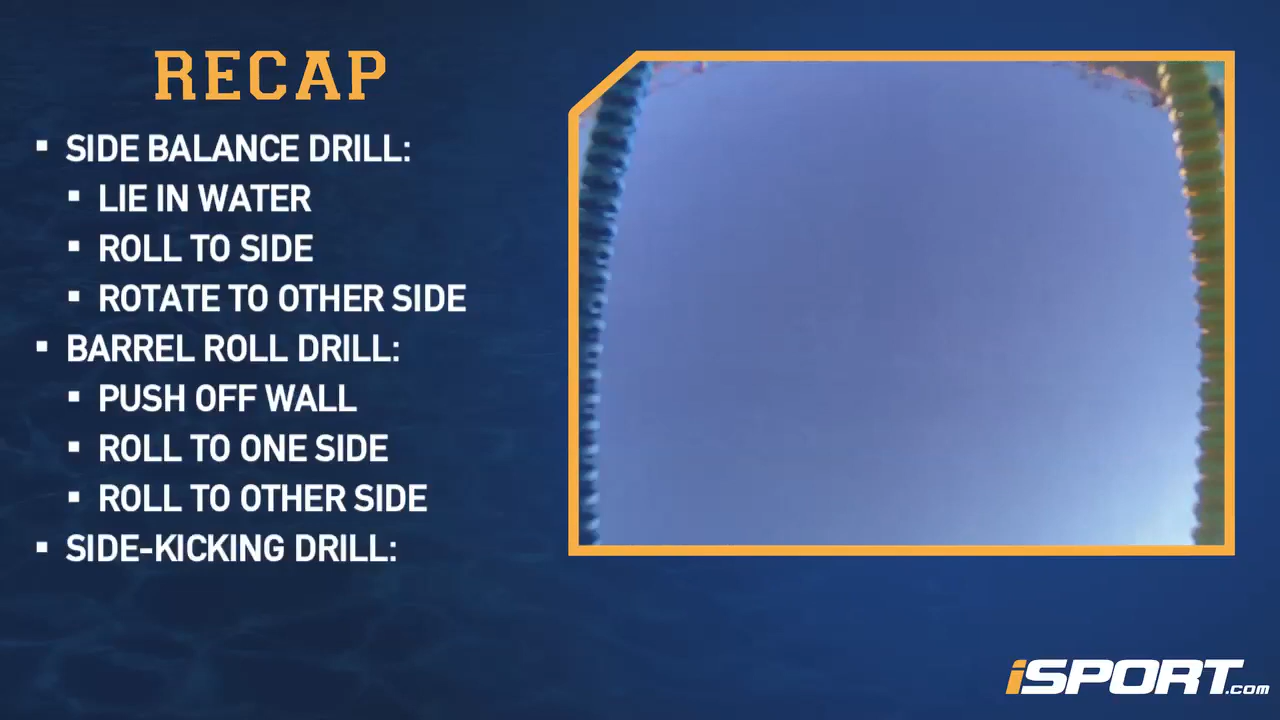 RECAP
▪ SIDE BALANCE DRILL:
▪ LIE IN WATER
▪ ROLL TO SIDE
▪ ROTATE TO OTHER SIDE
▪ BARREL ROLL DRILL:
▪ PUSH OFF WALL
▪ ROLL TO ONE SIDE
▪ ROLL TO OTHER SIDE
▪ SIDE-KICKING DRILL:
iSPORT.com